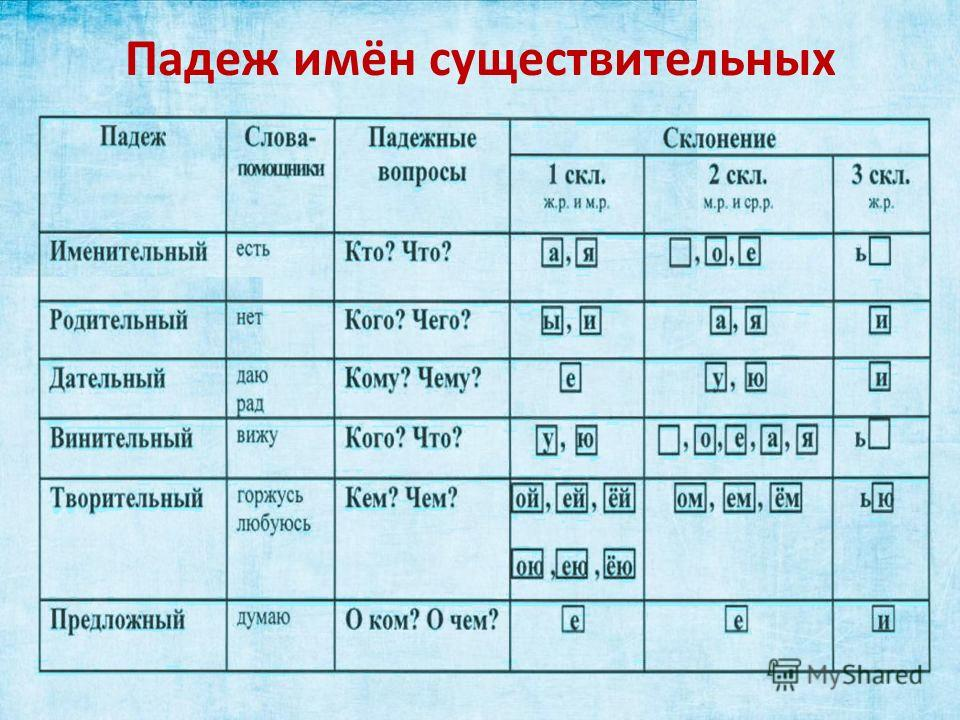 Падеж имён существительных
Падеж Слова-помощники Падежные вопросы Склонение
1 скл. ж.р. и м.р. 2 скл. м.р. и ср.р. 3 скл. ж.р.
Именительный есть Кто? Что? а, я , о, е ь
Родительный нет Кого? Чего? ы, и а, я и
Дательный даю рад Кому? Чему? е у, ю и
Винительный вижу Кого? Что? у, ю , о, е, а, я ь
Творительный горжусь любуюсь Кем? Чем? ой, ей, ёй ою, ею, ёю ом, ем, ём ью
Предложный думаю О ком? О чем? е е и
MyShared